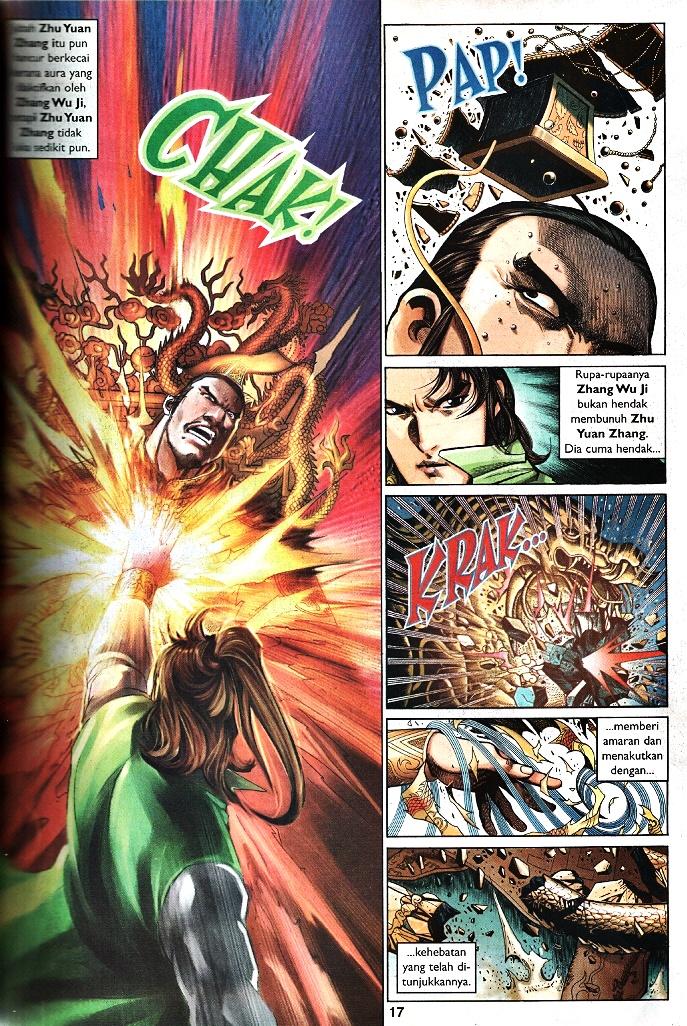 Zhu Yuan
Zhang itu pun
berkecai
aura yang
oleh
Zhang Wu Ji,
Zhu Yuan
Zhang tidak
sedikit pun.
CHAK!
PAP!
Rupa-rupaanya
Zhang Wu Ji
bukan hendak
membunuh Zhu
Yuan Zhang.
Dia cuma hendak...
KRAK...
...memberi
amaran dan
menakutkan
dengan...
...kehebatan
yang telah di-
tunjukkannya.
17